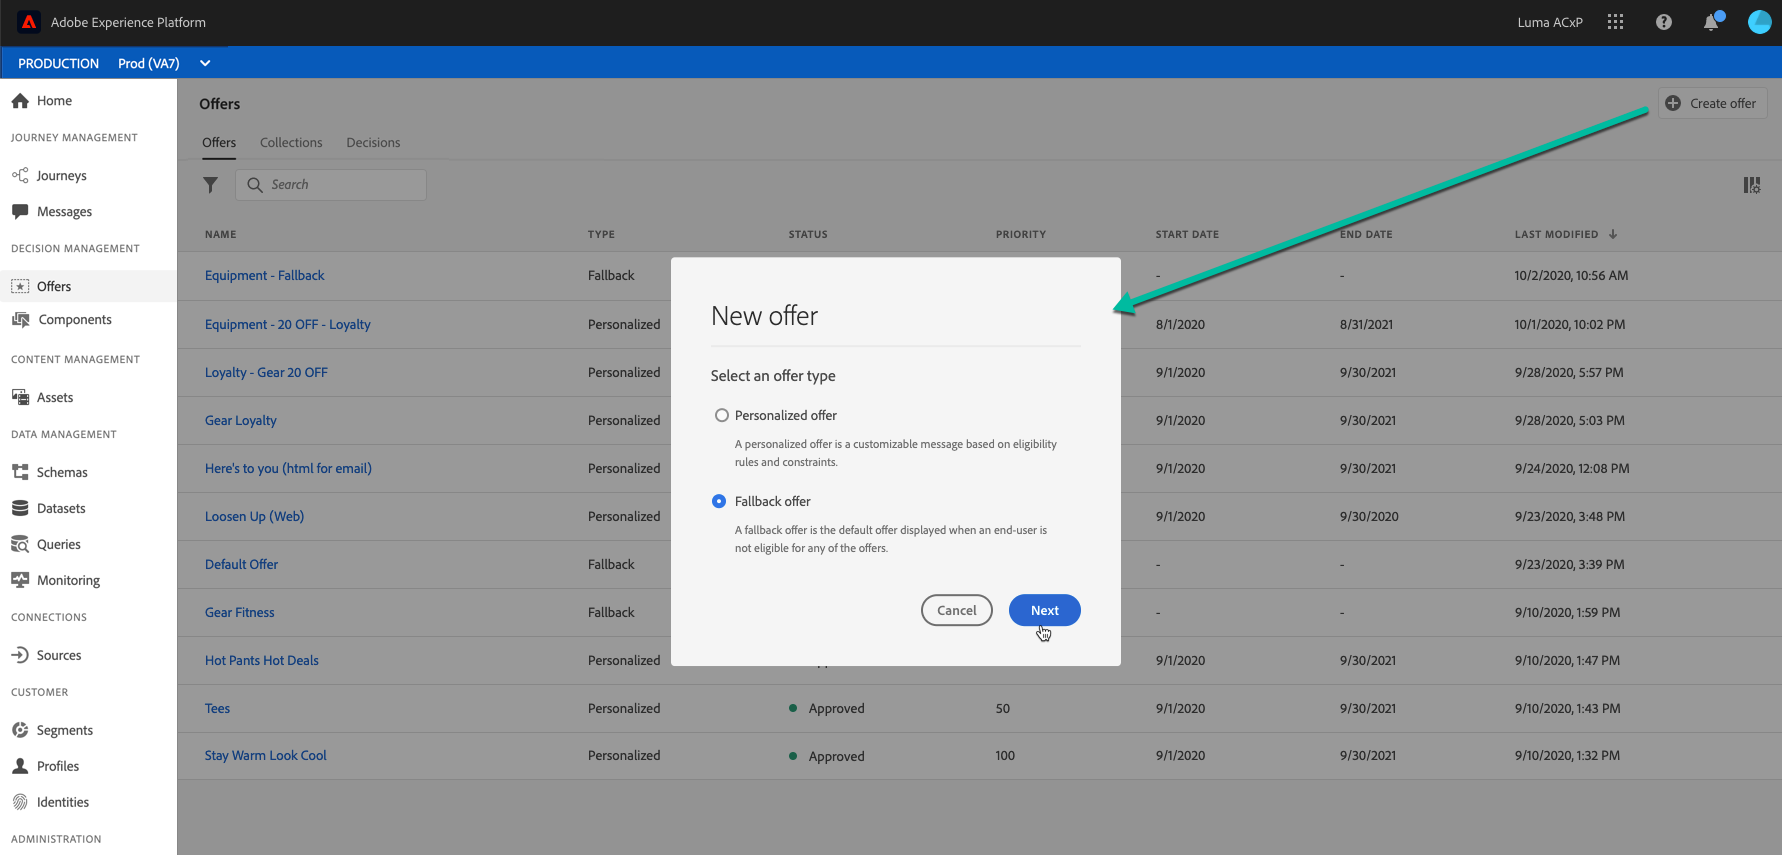 Adobe Experience Platform
Luma ACxP
PRODUCTION Prod (VA7)
Home
JOURNEY MANAGEMENT
Journeys
Messages
DECISION MANAGEMENT
Offers
Components
CONTENT MANAGEMENT
Assets
DATA MANAGEMENT
Schemas
Datasets
Queries
Monitoring
CONNECTIONS
Sources
CUSTOMER
Segments
Profiles
Identities
ADMINISTRATION
Offers
Create offer
Offers Collections Decisions
Search
NAME TYPE STATUS PRIORITY START DATE END DATE LAST MODIFIED
Equipment - Fallback Fallback - - 10/2/2020, 10:56 AM
Equipment - 20 OFF - Loyalty Personalized 8/1/2020 8/31/2021 10/1/2020, 10:02 PM
Loyalty - Gear 20 OFF Personalized 9/1/2020 9/30/2021 9/28/2020, 5:57 PM
Gear Loyalty Personalized 9/1/2020 9/30/2021 9/28/2020, 5:03 PM
Here's to you (html for email) Personalized 9/1/2020 9/30/2021 9/24/2020, 12:08 PM
Loosen Up (Web) Personalized 9/1/2020 9/30/2020 9/23/2020, 3:48 PM
Default Offer Fallback - - 9/23/2020, 3:39 PM
Gear Fitness Fallback - - 9/10/2020, 1:59 PM
Hot Pants Hot Deals Personalized 9/1/2020 9/30/2021 9/10/2020, 1:47 PM
Tees Personalized Approved 50 9/1/2020 9/30/2021 9/10/2020, 1:43 PM
Stay Warm Look Cool Personalized Approved 100 9/1/2020 9/30/2021 9/10/2020, 1:32 PM
New offer
Select an offer type
Personalized offer
A personalized offer is a customizable message based on eligibility
rules and constraints.
Fallback offer
A fallback offer is the default offer displayed when an end-user is
not eligible for any of the offers.
Cancel Next